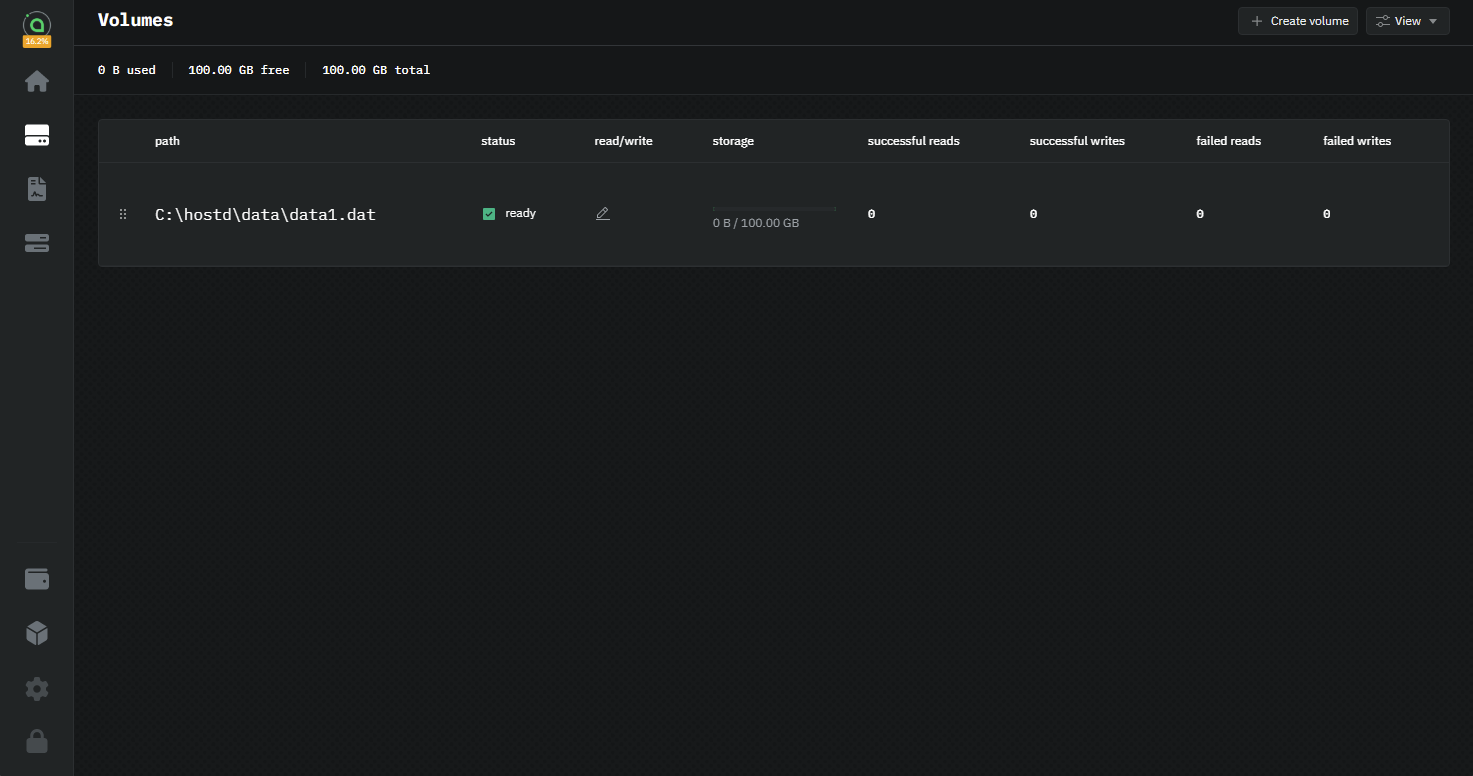 Volumes
Create volume
View
16.2%
0 B used 100.00 GB free 100.00 GB total
path status read/write storage successful reads successful writes failed reads failed writes
C:\hostd\data\data1.dat ready 0 B / 100.00 GB 0 0 0 0